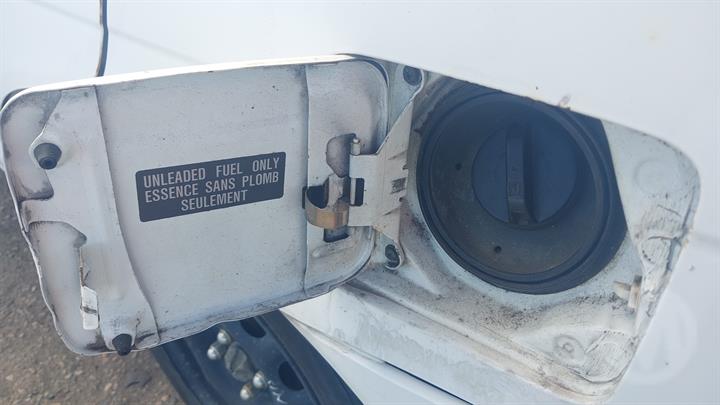 UNLEADED FUEL ONLY
ESSENCE SANS PLOMB
SEULEMENT